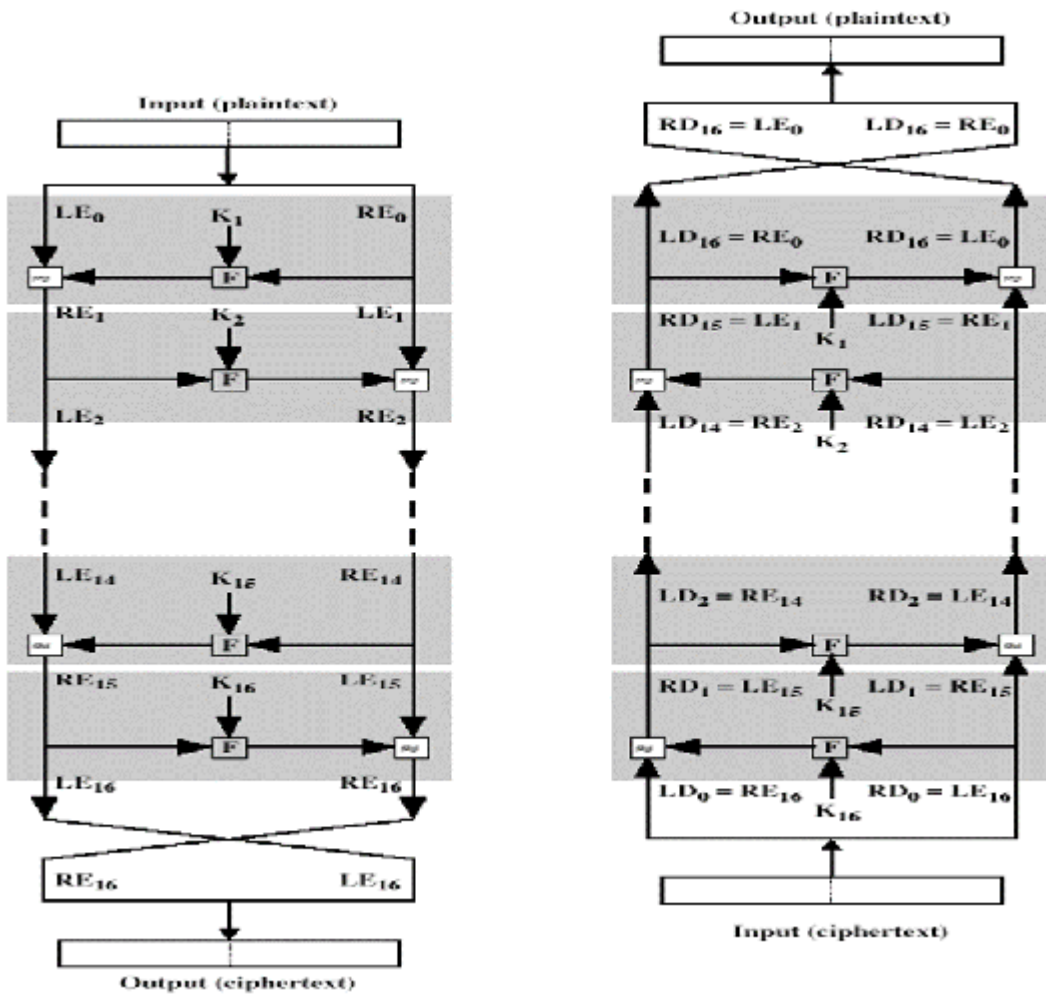 Input (plaintext)
LE0 K1 RE0
F
RE1 K2 LE1
F
LE2 RE2
LE14 K15 RE14
F
RE15 K16 LE15
F
LE16 RE16
RE16 LE16
Output (ciphertext)
Output (plaintext)
RD16 = LE0 LD16 = RE0
LD16 = RE0 RD16 = LE0
F
RD15 = LE1 K1 LD15 = RE1
F
LD14 = RE2 K2 RD14 = LE2
LD2 = RE14 RD2 = LE14
F
RD1 = LE15 K15 LD1 = RE15
F
LD0 = RE16 K16 RD0 = LE16
Input (ciphertext)